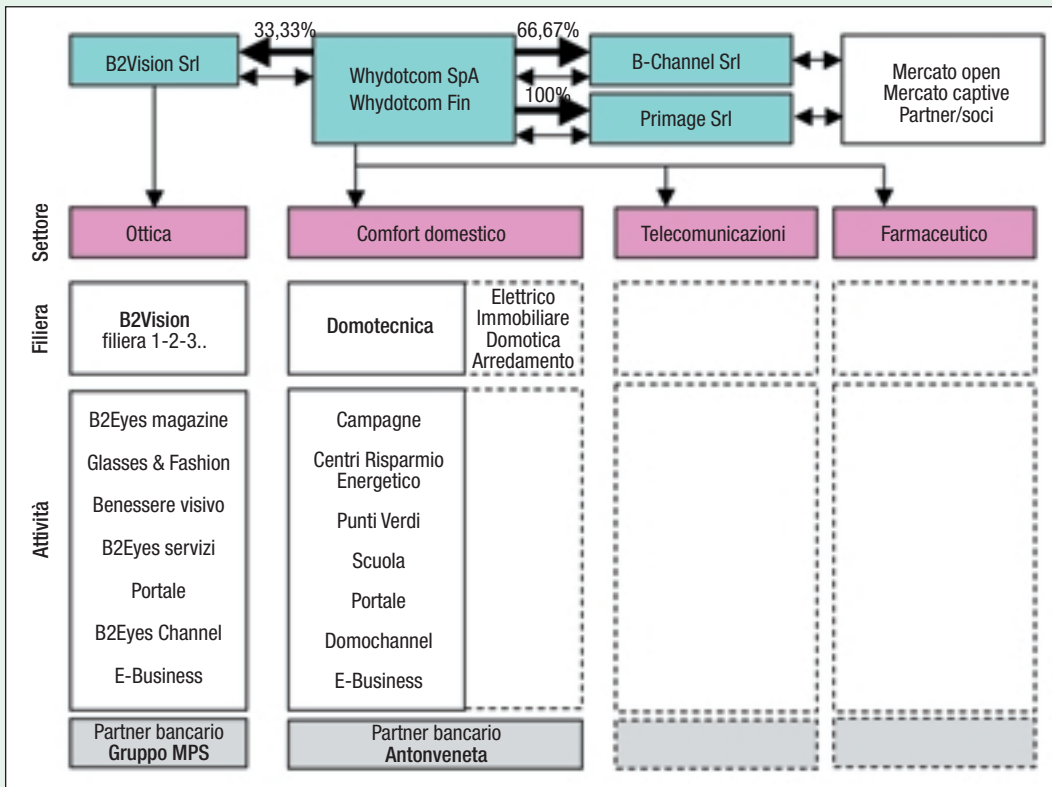 33,33%
66,67%
B2Vision Srl
Whydotcom SpA
Whydotcom Fin
B-Channel Srl
100%
Primage Srl
Mercato open
Mercato captive
Partner/soci
Settore
Ottica
Comfort domestico
Telecomunicazioni
Farmaceutico
Filiera
B2Vision
filiera 1-2-3..
Domotecnica
Elettrico
Immobiliare
Domotica
Arredamento
Attività
B2Eyes magazine
Glasses & Fashion
Benessere visivo
B2Eyes servizi
Portale
B2Eyes Channel
E-Business
Campagne
Centri Risparmio
Energetico
Punti Verdi
Scuola
Portale
Domochannel
E-Business
Partner bancario
Gruppo MPS
Partner bancario
Antonveneta